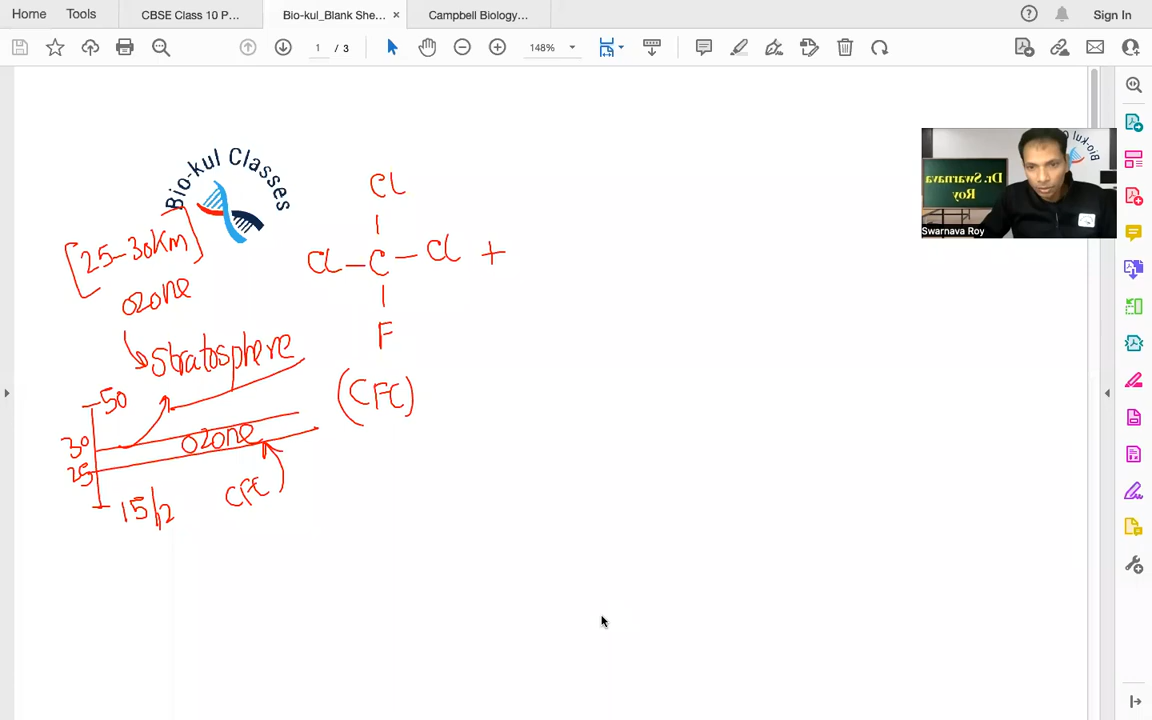 Home
Tools
CBSE Class 10 P...
Bio-kul_Blank She...
×
Campbell Biology...
Sign In
1 / 3
148%
Bio-kul Classes
[25-30Km]
ozone
stratosphere
50
30
25
ozone
CFC
Cl
Cl - C - Cl +
F
(CFC)
Dr. Swarnava
Roy
Swarnava Roy